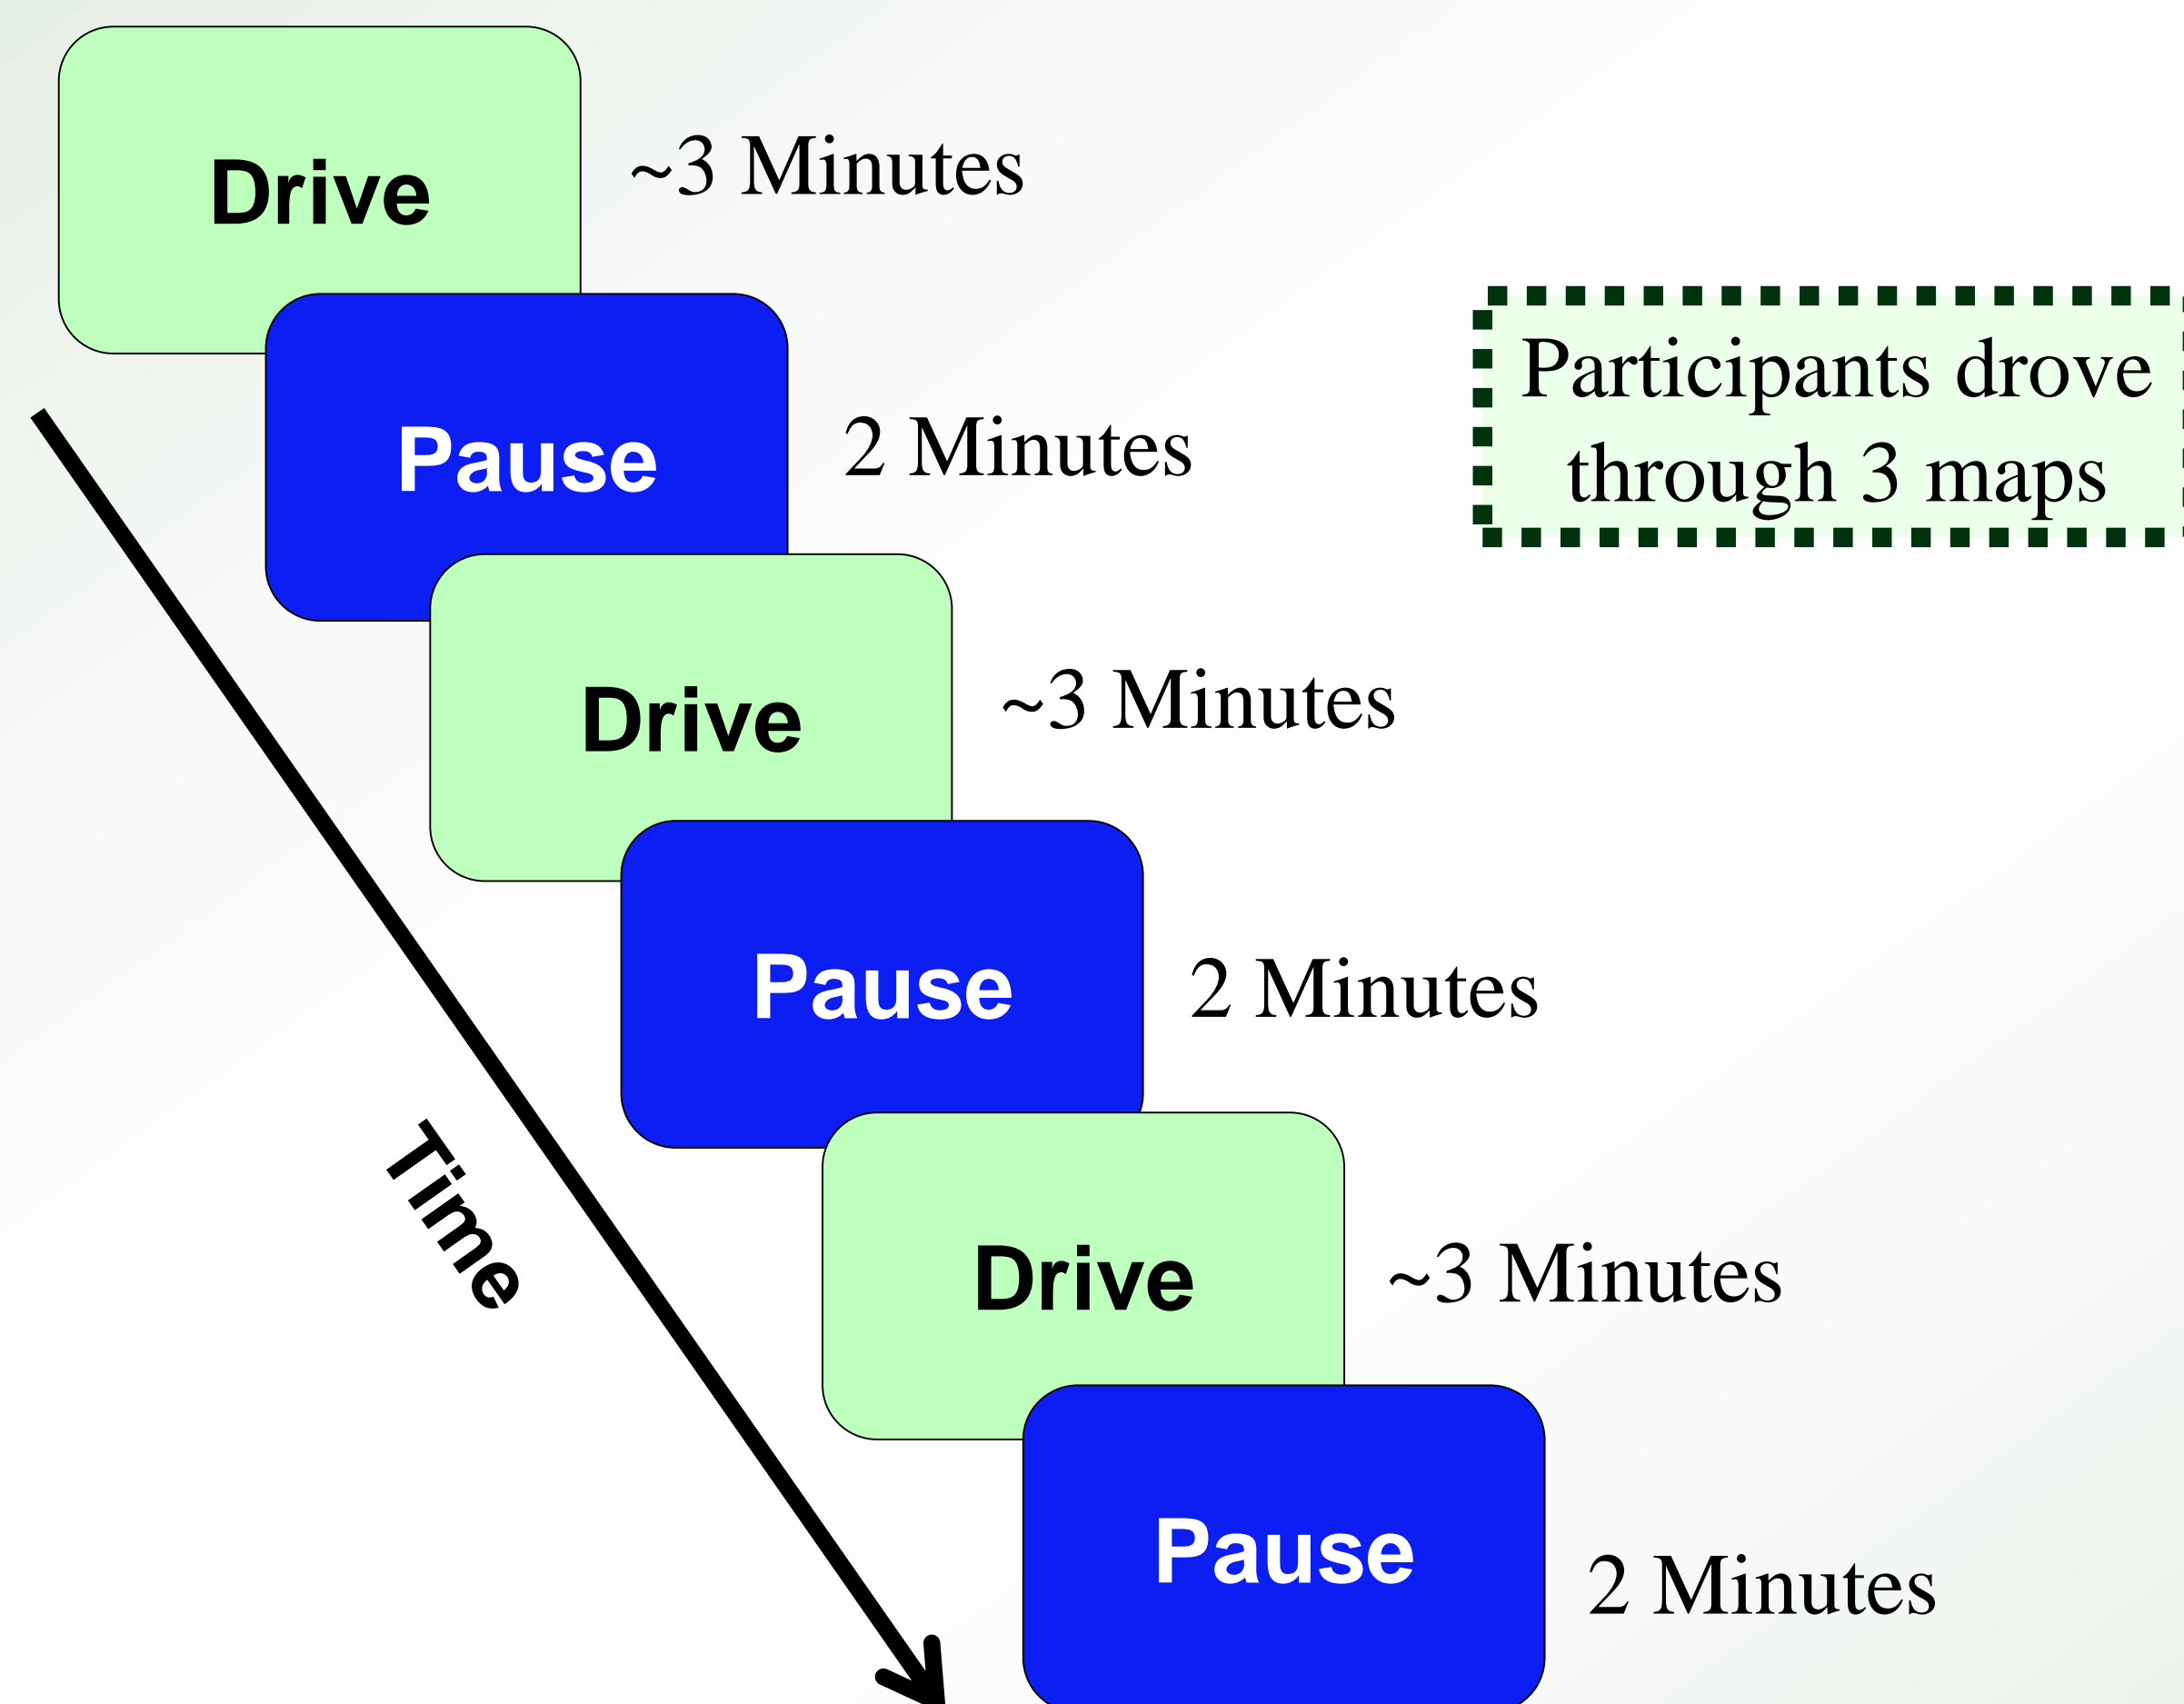 Drive
~3 Minutes
Pause
2 Minutes
Participants drove
through 3 maps
Drive
~3 Minutes
Pause
2 Minutes
Time
Drive
~3 Minutes
Pause
2 Minutes